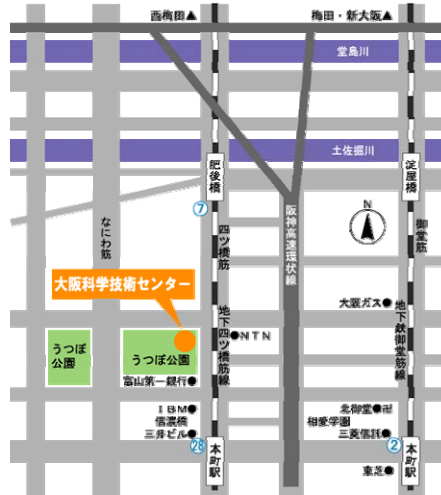 西梅田▲
梅田・新大阪▲
堂島川
土佐堀川
肥後橋
淀屋橋
⑦
なにわ筋
四ツ橋筋
阪神高速環状線
N
御堂筋
大阪科学技術センター
地下鉄四ツ橋筋線
大阪ガス●
地下鉄御堂筋線
●NTN
うつぼ
公園
うつぼ公園
富山第一銀行●
IBM●
信濃橋
三井ビル●
北御堂●卍
相愛学園
三菱信託●
㉘
本町駅
②
本町駅
東芝●